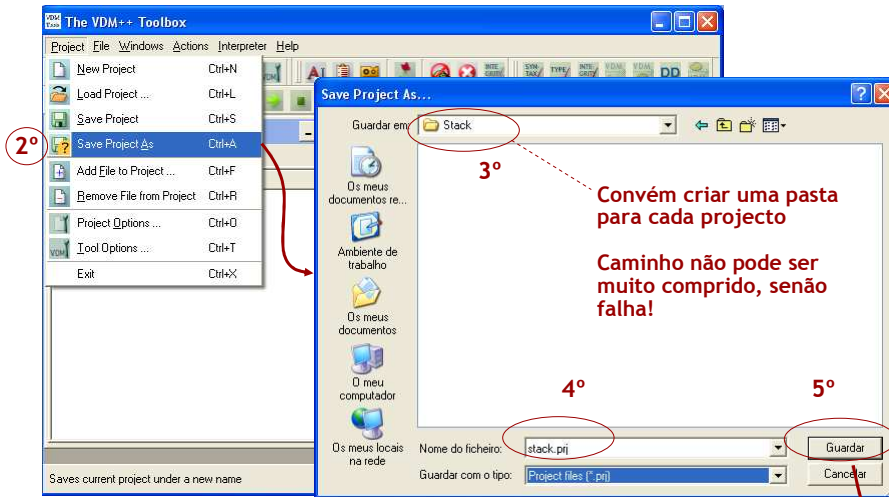 The VDM++ Toolbox
Project File Windows Actions Interpreter Help
New Project Ctrl+N
Load Project ... Ctrl+L
Save Project Ctrl+S
2º Save Project As Ctrl+A
Add File to Project ... Ctrl+F
Remove File from Project Ctrl+R
Project Options ... Ctrl+O
Tool Options ... Ctrl+T
Exit Ctrl+X
Saves current project under a new name
Save Project As...
Guardar em: Stack
3º
Convém criar uma pasta
para cada projecto
Caminho não pode ser
muito comprido, senão
falha!
Os meus
documentos re...
Ambiente de
trabalho
Os meus
documentos
O meu
computador
Os meus locais
na rede
4º
5º
Nome do ficheiro: stack.prj Guardar
Guardar com o tipo: Project files (*.prj) Cancelar